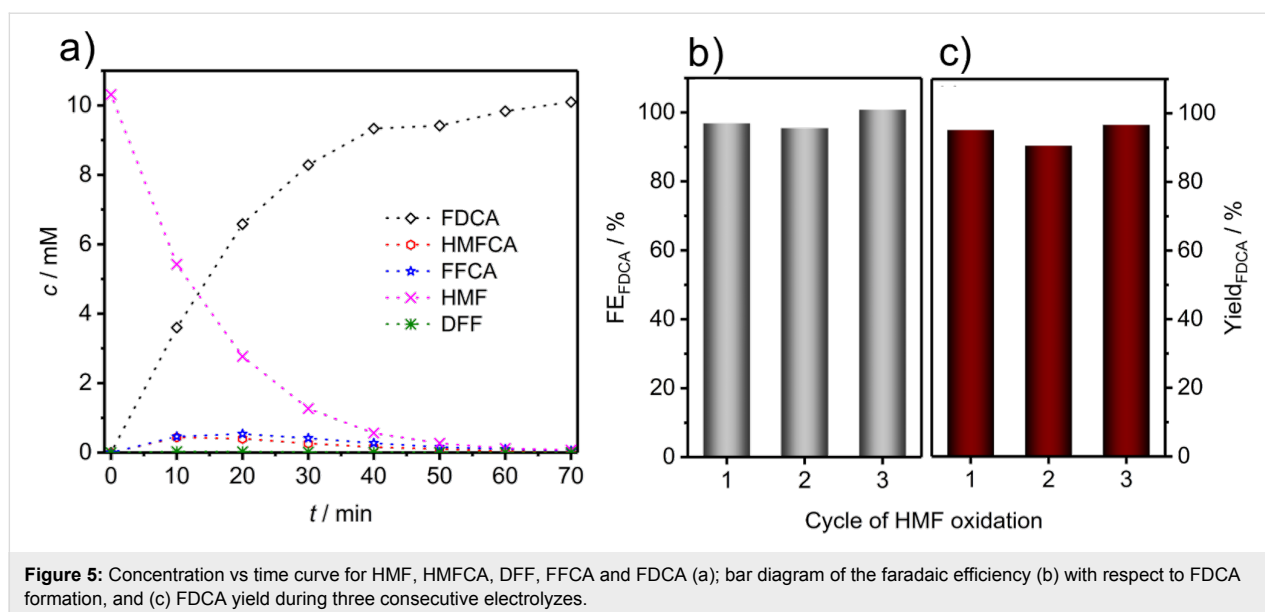 a)
10
8
6
4
2
0
c / mM
FDCA
HMFCA
FFCA
HMF
DFF
0 10 20 30 40 50 60 70
t / min
b)
100
80
60
40
20
0
FE_FDCA / %
1 2 3
c)
100
80
60
40
20
0
Yield_FDCA / %
1 2 3
Cycle of HMF oxidation
Figure 5: Concentration vs time curve for HMF, HMFCA, DFF, FFCA and FDCA (a); bar diagram of the faradaic efficiency (b) with respect to FDCA
formation, and (c) FDCA yield during three consecutive electrolyzes.